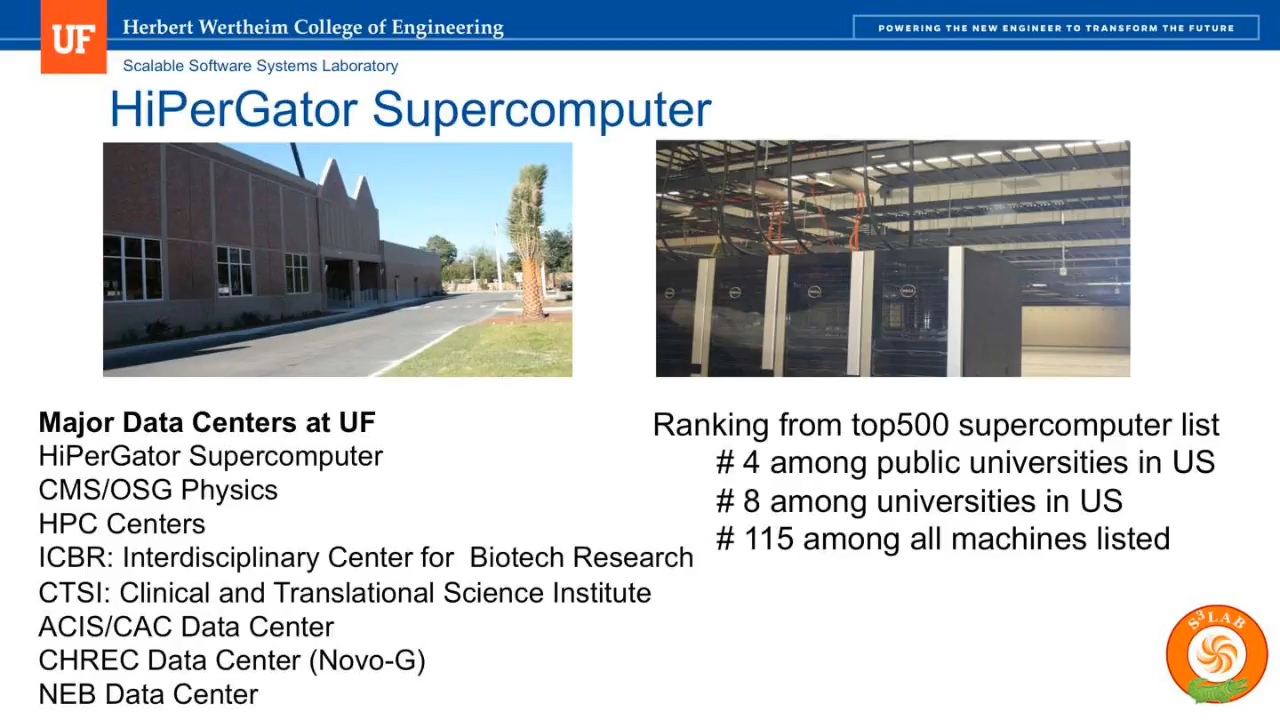 UF
Herbert Wertheim College of Engineering
POWERING THE NEW ENGINEER TO TRANSFORM THE FUTURE
Scalable Software Systems Laboratory
HiPerGator Supercomputer
Major Data Centers at UF
HiPerGator Supercomputer
CMS/OSG Physics
HPC Centers
ICBR: Interdisciplinary Center for  Biotech Research
CTSI: Clinical and Translational Science Institute
ACIS/CAC Data Center
CHREC Data Center (Novo-G)
NEB Data Center
Ranking from top500 supercomputer list
# 4 among public universities in US
# 8 among universities in US
# 115 among all machines listed
S³LAB